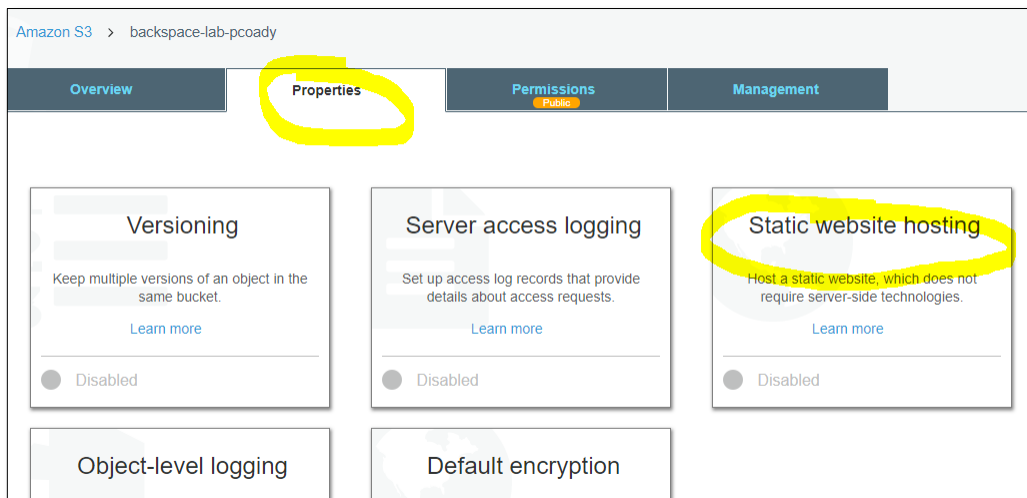 Amazon S3 > backspace-lab-pcoady
Overview Properties Permissions Management
Public
Versioning
Keep multiple versions of an object in the
same bucket.
Learn more
Disabled
Server access logging
Set up access log records that provide
details about access requests.
Learn more
Disabled
Static website hosting
Host a static website, which does not
require server-side technologies.
Learn more
Disabled
Object-level logging
Default encryption